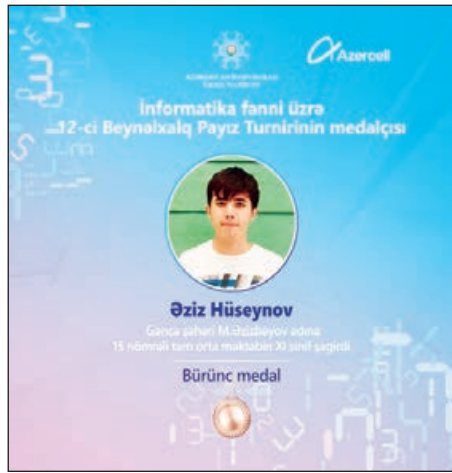 Azercell
İnformatika fənni üzrə
12-ci Beynəlxalq Payız Turnirinin medalçısı
Əziz Hüseynov
Gəncə şəhəri M.Əzizbəyov adına
15 nömrəli tam orta məktəbin XI sinif şagirdi
Bürünc medal